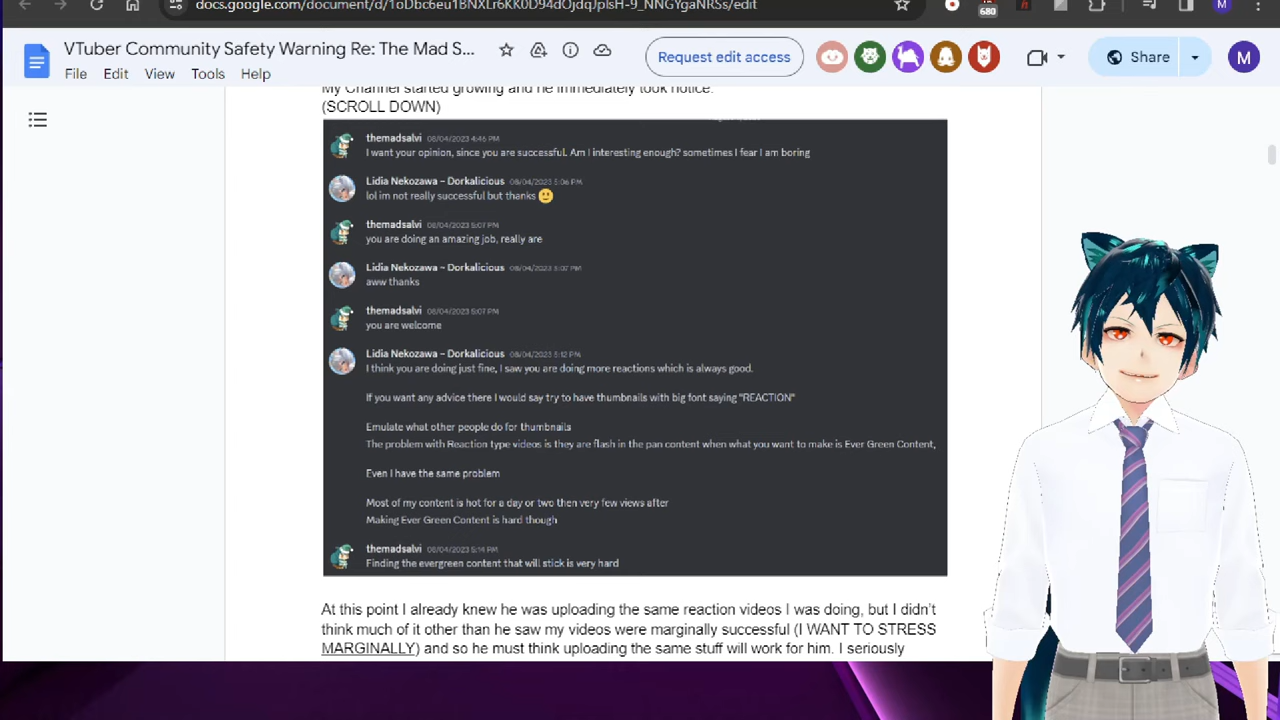 docs.google.com/document/d/1oDbc6eu1BNXLr6KK0D94dOjdqJplsH-9_NNGYgaNRSs/edit
680
M
VTuber Community Safety Warning Re: The Mad S...
Request edit access
Share
M
File Edit View Tools Help
My Channel started growing and he immediately took notice.
(SCROLL DOWN)
themadsalvi 08/04/2023 4:46 PM
I want your opinion, since you are successful. Am I interesting enough? sometimes I fear I am boring
Lidia Nekozawa – Dorkalicious 08/04/2023 5:06 PM
lol im not really successful but thanks
themadsalvi 08/04/2023 5:07 PM
you are doing an amazing job, really are
Lidia Nekozawa – Dorkalicious 08/04/2023 5:07 PM
aww thanks
themadsalvi 08/04/2023 5:07 PM
you are welcome
Lidia Nekozawa – Dorkalicious 08/04/2023 5:12 PM
I think you are doing just fine, I saw you are doing more reactions which is always good.
If you want any advice there I would say try to have thumbnails with big font saying "REACTION"
Emulate what other people do for thumbnails
The problem with Reaction type videos is they are flash in the pan content when what you want to make is Ever Green Content,
Even I have the same problem
Most of my content is hot for a day or two then very few views after
Making Ever Green Content is hard though
themadsalvi 08/04/2023 5:14 PM
Finding the evergreen content that will stick is very hard
At this point I already knew he was uploading the same reaction videos I was doing, but I didn't
think much of it other than he saw my videos were marginally successful (I WANT TO STRESS
MARGINALLY) and so he must think uploading the same stuff will work for him. I seriously